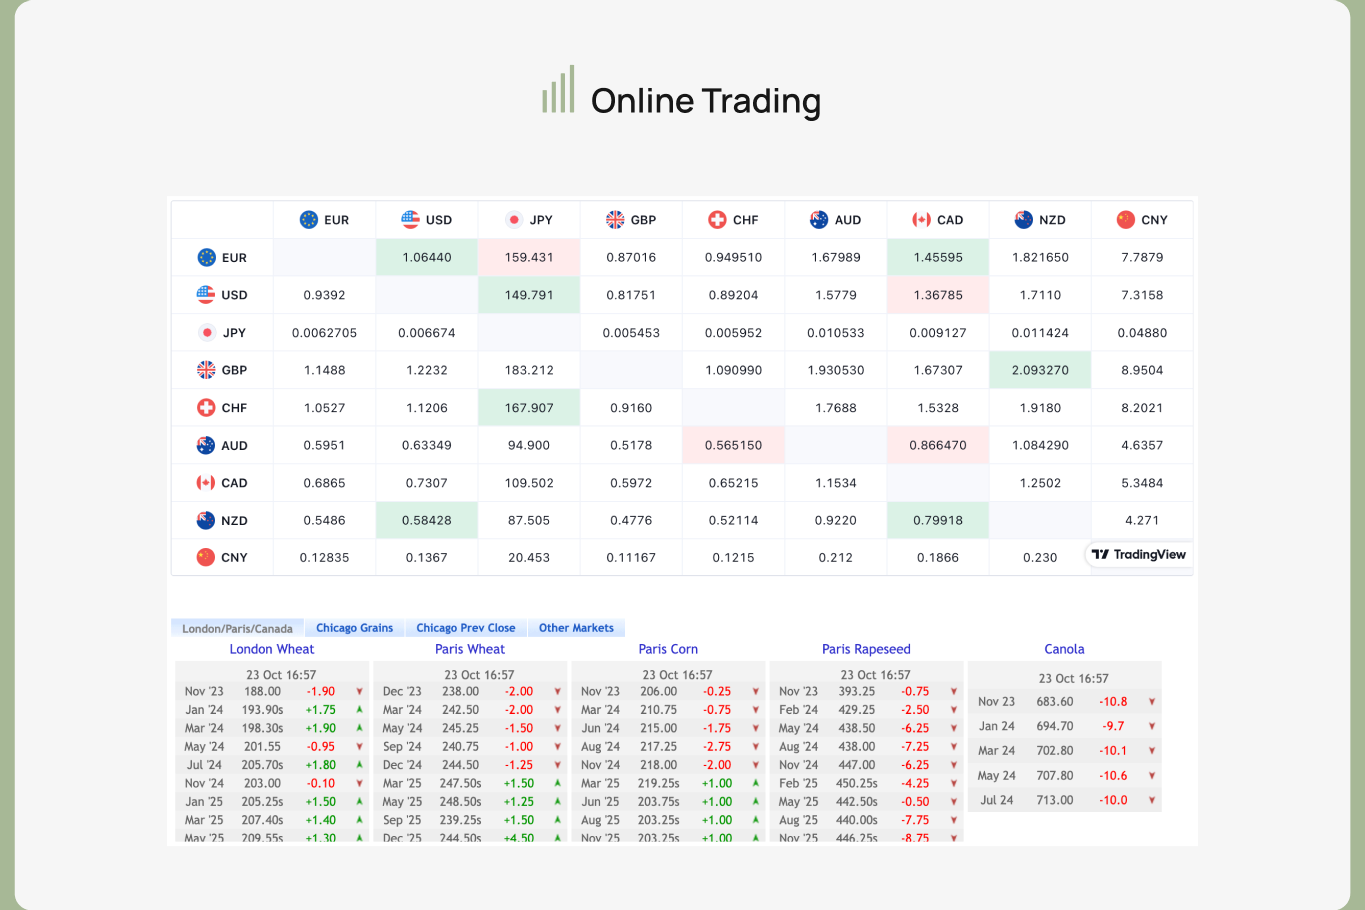 Online Trading
EUR USD JPY GBP CHF AUD CAD NZD CNY
EUR 1.06440 159.431 0.87016 0.949510 1.67989 1.45595 1.821650 7.7879
USD 0.9392 149.791 0.81751 0.89204 1.5779 1.36785 1.7110 7.3158
JPY 0.0062705 0.006674 0.005453 0.005952 0.010533 0.009127 0.011424 0.04880
GBP 1.1488 1.2232 183.212 1.090990 1.930530 1.67307 2.093270 8.9504
CHF 1.0527 1.1206 167.907 0.9160 1.7688 1.5328 1.9180 8.2021
AUD 0.5951 0.63349 94.900 0.5178 0.565150 0.866470 1.084290 4.6357
CAD 0.6865 0.7307 109.502 0.5972 0.65215 1.1534 1.2502 5.3484
NZD 0.5486 0.58428 87.505 0.4776 0.52114 0.9220 0.79918 4.271
CNY 0.12835 0.1367 20.453 0.11167 0.1215 0.212 0.1866 0.230 TradingView
London/Paris/Canada Chicago Grains Chicago Prev Close Other Markets
London Wheat
23 Oct 16:57
Nov '23 188.00 -1.90
Jan '24 193.90s +1.75
Mar '24 198.30s +1.90
May '24 201.55 -0.95
Jul '24 205.70s +1.80
Nov '24 203.00 -0.10
Jan '25 205.25s +1.50
Mar '25 207.40s +1.40
May '25 209.55s +1.30
Paris Wheat
23 Oct 16:57
Dec '23 238.00 -2.00
Mar '24 242.50 -2.00
May '24 245.25 -1.50
Sep '24 240.75 -1.00
Dec '24 244.50 -1.25
Mar '25 247.50s +1.50
May '25 248.50s +1.25
Sep '25 239.25s +1.50
Dec '25 244.50s +4.50
Paris Corn
23 Oct 16:57
Nov '23 206.00 -0.25
Mar '24 210.75 -0.75
Jun '24 215.00 -1.75
Aug '24 217.25 -2.75
Nov '24 218.00 -2.00
Mar '25 219.25s +1.00
Jun '25 203.75s +1.00
Aug '25 203.25s +1.00
Nov '25 203.25s +1.00
Paris Rapeseed
23 Oct 16:57
Nov '23 393.25 -0.75
Feb '24 429.25 -2.50
May '24 438.50 -6.25
Aug '24 438.00 -7.25
Nov '24 447.00 -6.25
Feb '25 450.25s -4.25
May '25 442.50s -0.50
Aug '25 440.00s -7.75
Nov '25 446.25s -8.75
Canola
23 Oct 16:57
Nov 23 683.60 -10.8
Jan 24 694.70 -9.7
Mar 24 702.80 -10.1
May 24 707.80 -10.6
Jul 24 713.00 -10.0